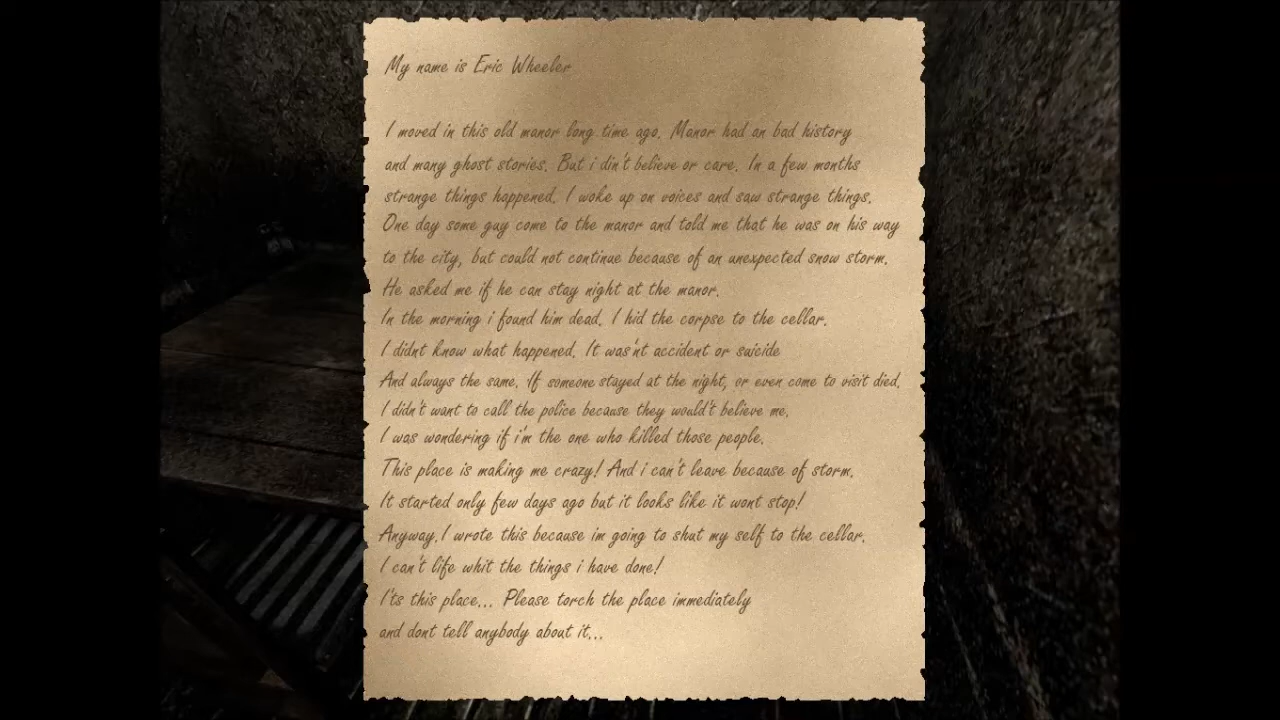 My name is Eric Wheeler
I moved in this old manor long time ago. Manor had an bad history
and many ghost stories. But i din't believe or care. In a few months
strange things happened. I woke up on voices and saw strange things.
One day some guy come to the manor and told me that he was on his way
to the city, but could not continue because of an unexpected snow storm.
He asked me if he can stay night at the manor.
In the morning i found him dead. I hid the corpse to the cellar.
I didnt know what happened. It was'nt accident or suicide
And always the same. If someone stayed at the night, or even come to visit died.
I didn't want to call the police because they would't believe me.
I was wondering if i'm the one who killed those people.
This place is making me crazy! And i can't leave because of storm.
It started only few days ago but it looks like it wont stop!
Anyway.I wrote this because im going to shut my self to the cellar.
I can't life whit the things i have done!
I'ts this place... Please torch the place immediately
and dont tell anybody about it...